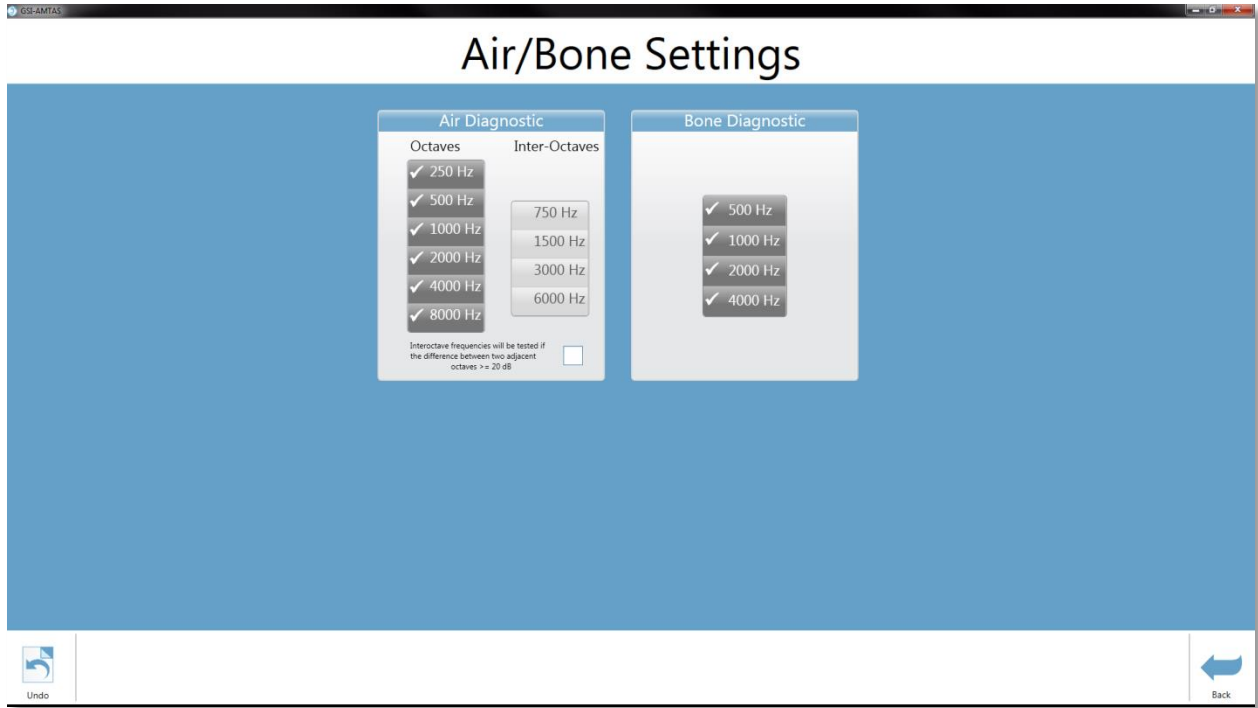 GSI-AMTAS
Air/Bone Settings
Air Diagnostic
Octaves
Inter-Octaves
250 Hz
500 Hz
1000 Hz
2000 Hz
4000 Hz
8000 Hz
750 Hz
1500 Hz
3000 Hz
6000 Hz
Interoctave frequencies will be tested if
the difference between two adjacent
octaves >= 20 dB
Bone Diagnostic
500 Hz
1000 Hz
2000 Hz
4000 Hz
Undo
Back